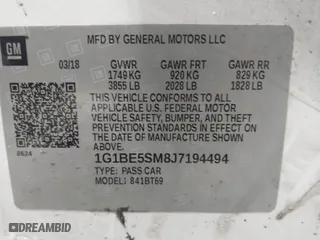 GM
MFD BY GENERAL MOTORS LLC
03/18 GVWR GAWR FRT GAWR RR
1749 KG 920 KG 829 KG
3855 LB 2028 LB 1828 LB
THIS VEHICLE CONFORMS TO ALL
APPLICABLE U.S. FEDERAL MOTOR
VEHICLE SAFETY, BUMPER, AND THEFT
PREVENTION STANDARDS IN EFFECT ON
THE DATE OF MANUFACTURE SHOWN ABOVE.
8624
1G1BE5SM8J7194494
TYPE: PASS CAR
MODEL: 841BT69
DREAMBID.COM